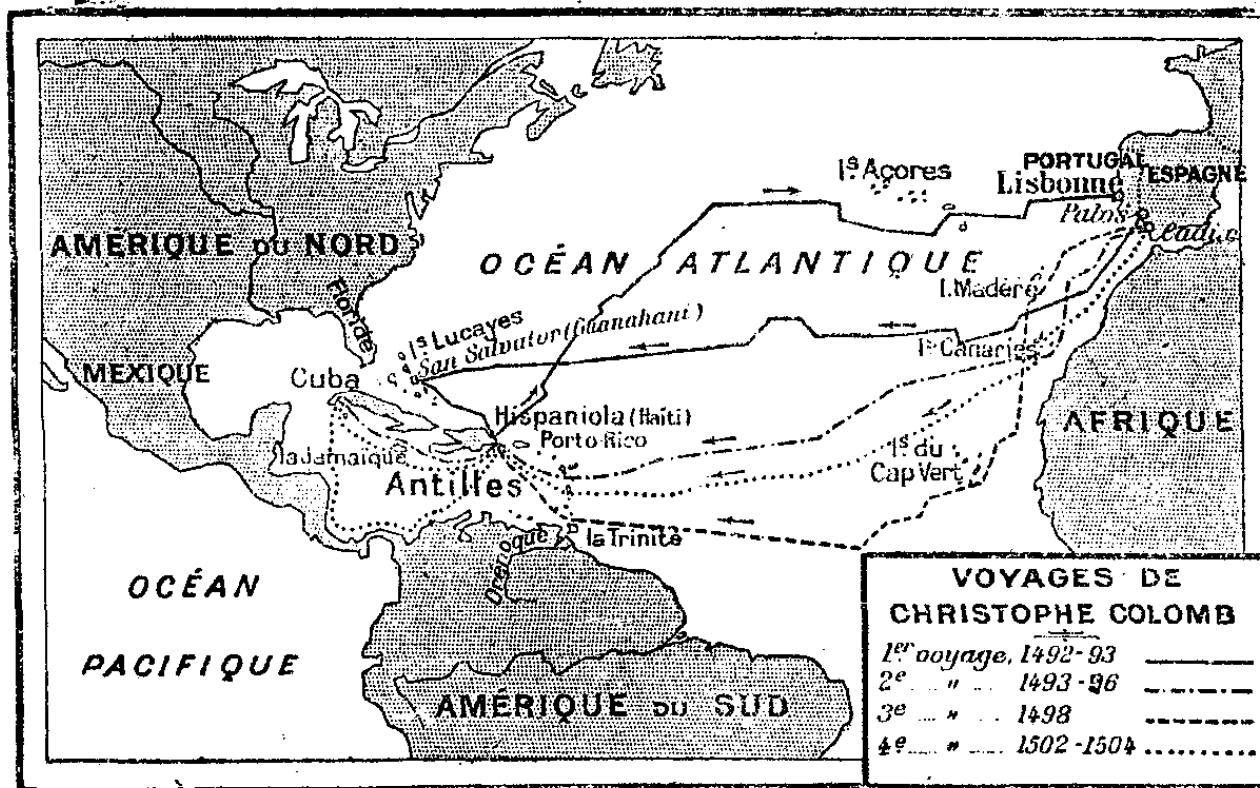 PORTUGAL
ESPAGNE
Lisbonne
Palos
Cadiz
Is Açores
AMÉRIQUE DU NORD
OCÉAN ATLANTIQUE
I. Madère
Floride
Is Lucayes
San Salvator (Guanahani)
Is Canaries
MEXIQUE
Cuba
Hispaniola (Haïti)
Porto Rico
AFRIQUE
la Jamaïque
Antilles
Is du
Cap Vert
la Trinité
Orénoque
OCÉAN
PACIFIQUE
AMÉRIQUE DU SUD
VOYAGES DE
CHRISTOPHE COLOMB
1er voyage, 1492-93
2e " 1493-96
3e " 1498
4e " 1502-1504